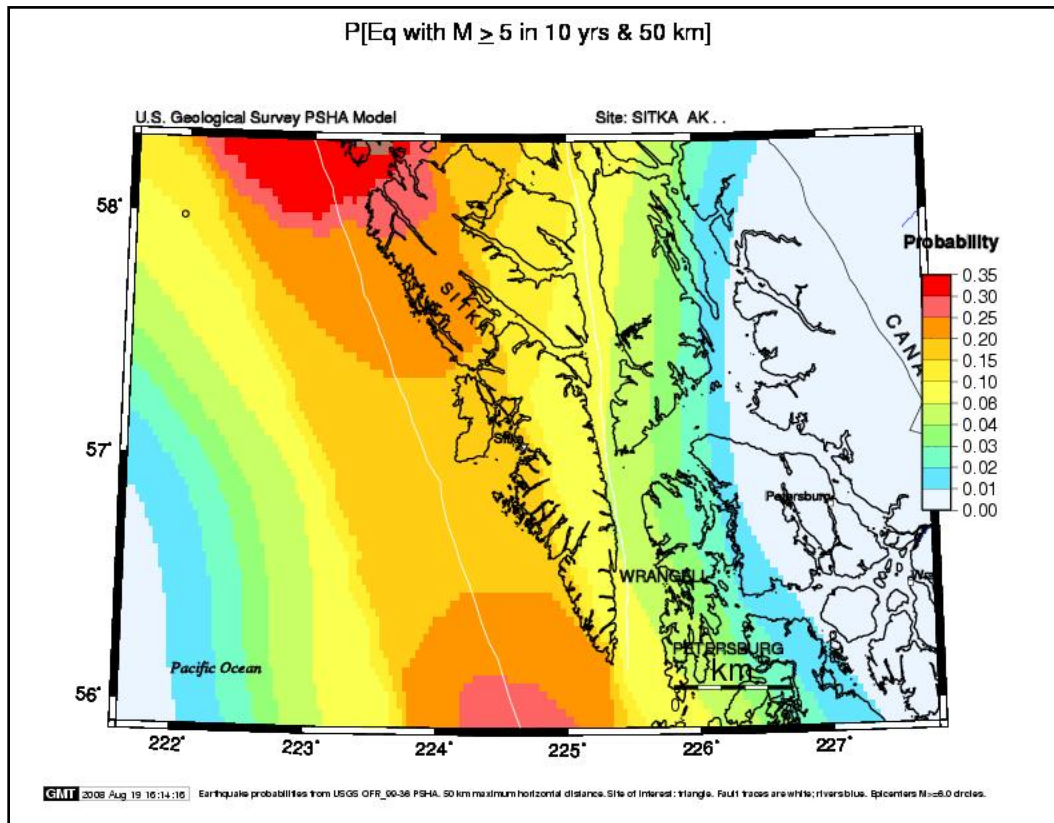 P[Eq with M ≥ 5 in 10 yrs & 50 km]
U.S. Geological Survey PSHA Model Site: SITKA AK . .
58°
57°
56°
222°
223°
224°
225°
226°
227°
SITKA
Sitka
CANA
Petersburg
WRANGELL
PETERSBURG
km
Pacific Ocean
Probability
0.35
0.30
0.25
0.20
0.15
0.10
0.06
0.04
0.03
0.02
0.01
0.00
GMT 2008 Aug 19 16:14:16 Earthquake probabilities from USGS OFR_99-36 PSHA. 50 km maximum horizontal distance. Site of interest: triangle. Fault traces are white; rivers blue. Epicenters M>=6.0 circles.